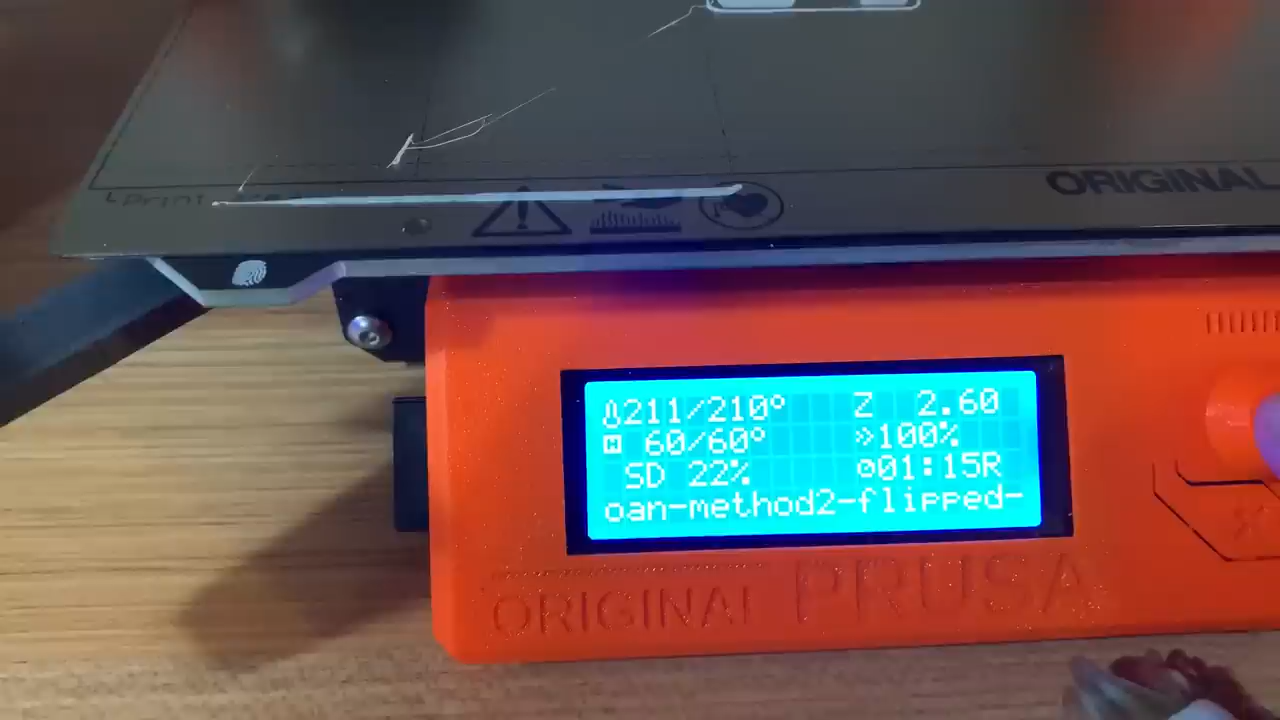 ORIGINAL
211/210° Z 2.60
60/60° 100%
SD 22% 01:15R
oan-method2-flipped-
ORIGINAL PRUSA